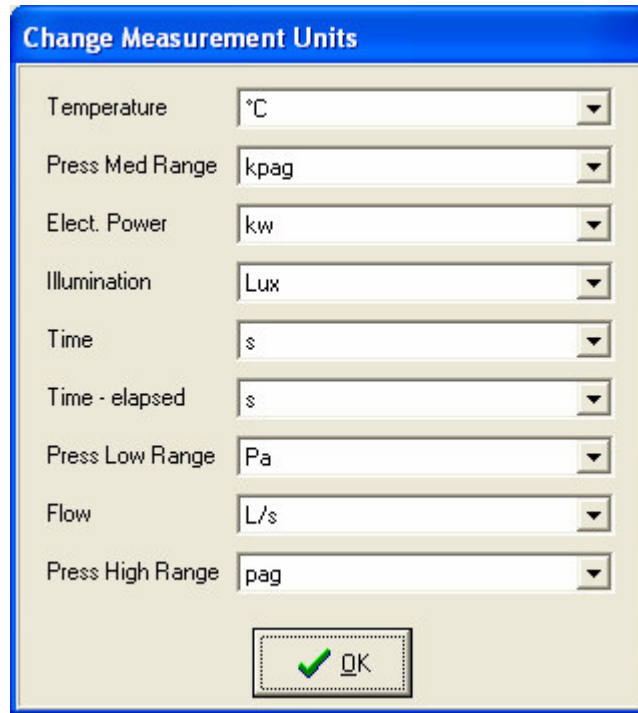 Change Measurement Units
Temperature °C
Press Med Range kpag
Elect. Power kw
Illumination Lux
Time s
Time - elapsed s
Press Low Range Pa
Flow L/s
Press High Range pag
OK